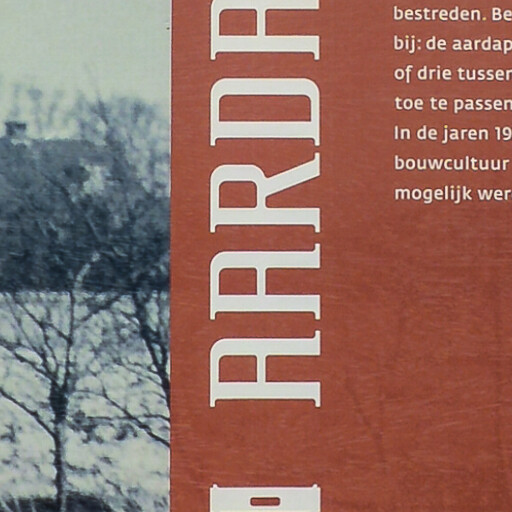 AARDA
bestreden. Be
bij: de aardap
of drie tussen
toe te passen
In de jaren 19
bouwcultuur
mogelijk wer